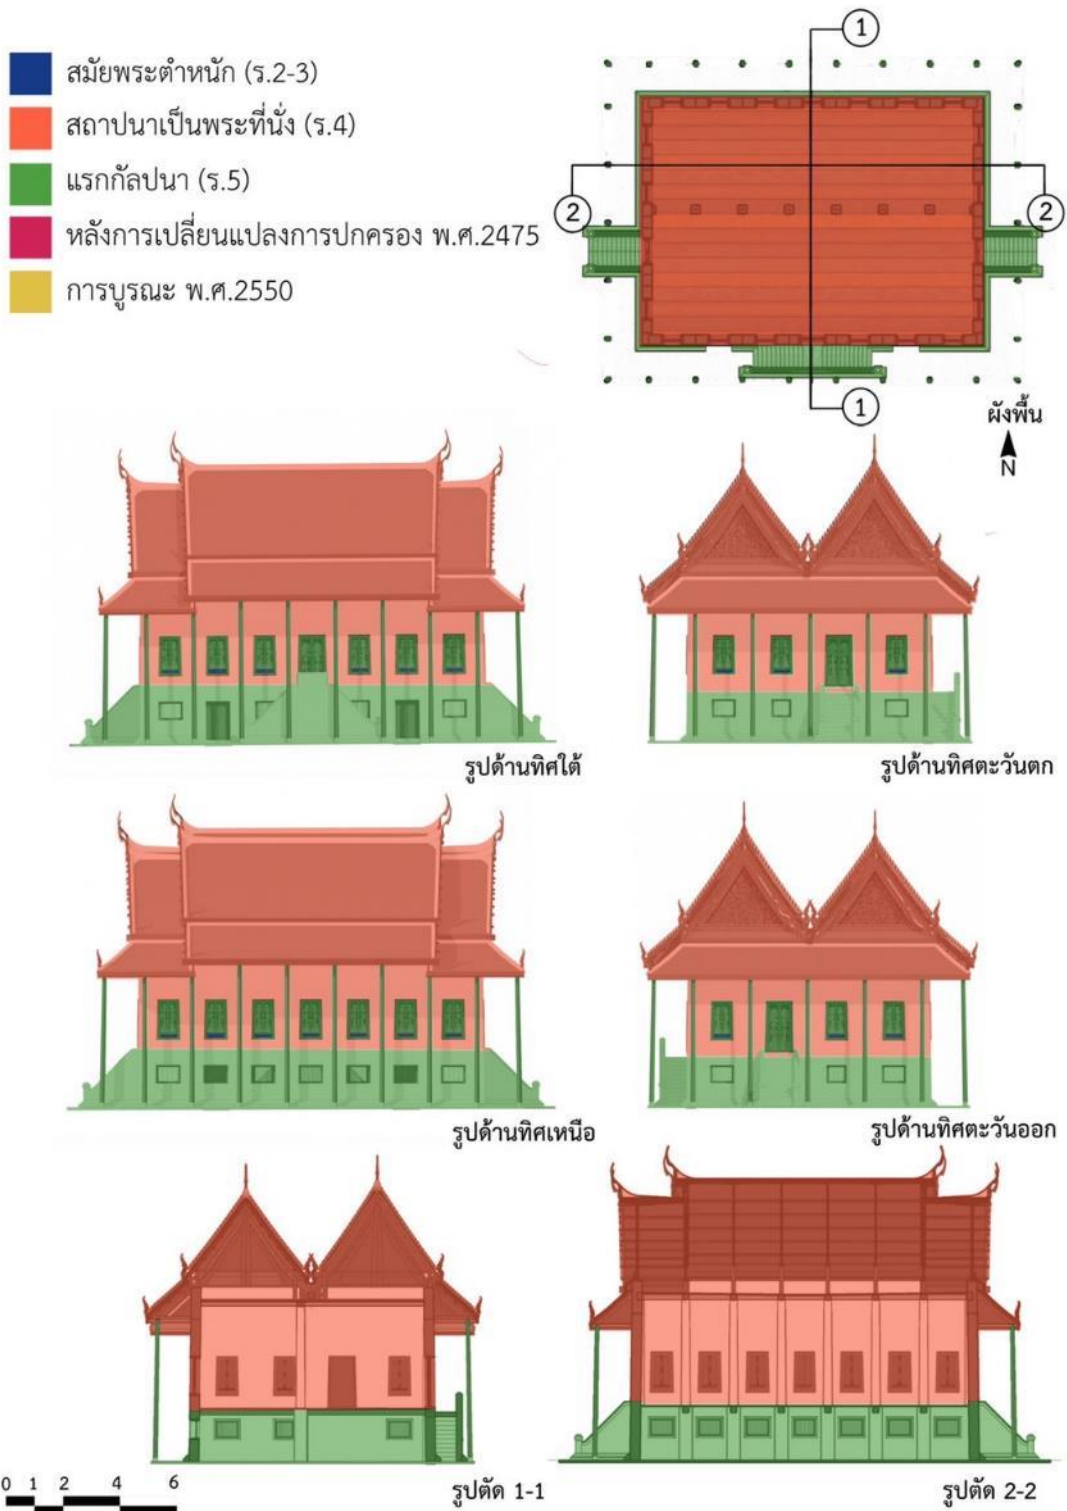 สมัยพระตำหนัก (ร.2-3)
สถาปนาเป็นพระที่นั่ง (ร.4)
แรกกัลปนา (ร.5)
หลังการเปลี่ยนแปลงการปกครอง พ.ศ.2475
การบูรณะ พ.ศ.2550
1
2
2
1
ผังพื้น
N
รูปด้านทิศใต้
รูปด้านทิศตะวันตก
รูปด้านทิศเหนือ
รูปด้านทิศตะวันออก
0 1 2 4 6
รูปตัด 1-1
รูปตัด 2-2